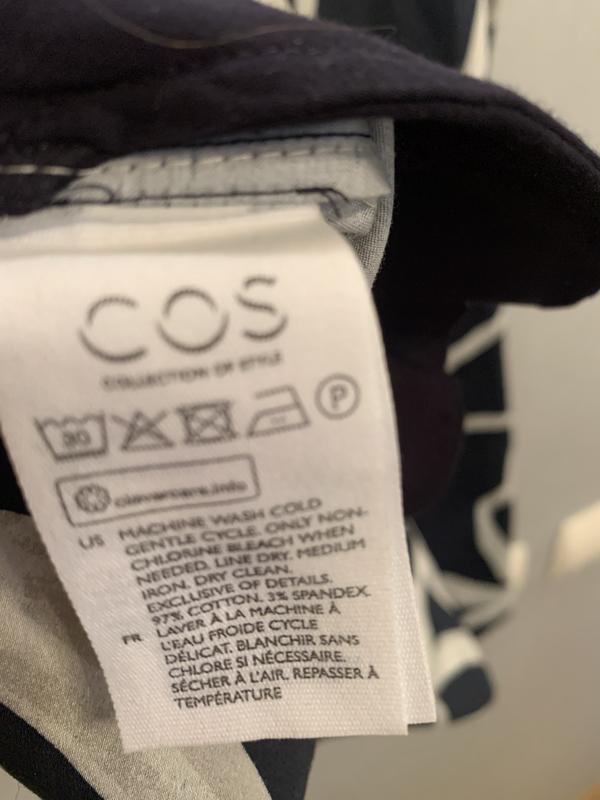 COS
COLLECTION OF STYLE
30
P
clevercare.info
US MACHINE WASH COLD
GENTLE CYCLE. ONLY NON-
CHLORINE BLEACH WHEN
NEEDED. LINE DRY. MEDIUM
IRON. DRY CLEAN.
EXCLUSIVE OF DETAILS.
97% COTTON. 3% SPANDEX.
FR LAVER À LA MACHINE À
L'EAU FROIDE CYCLE
DÉLICAT. BLANCHIR SANS
CHLORE SI NÉCESSAIRE.
SÉCHER À L'AIR. REPASSER À
TEMPÉRATURE